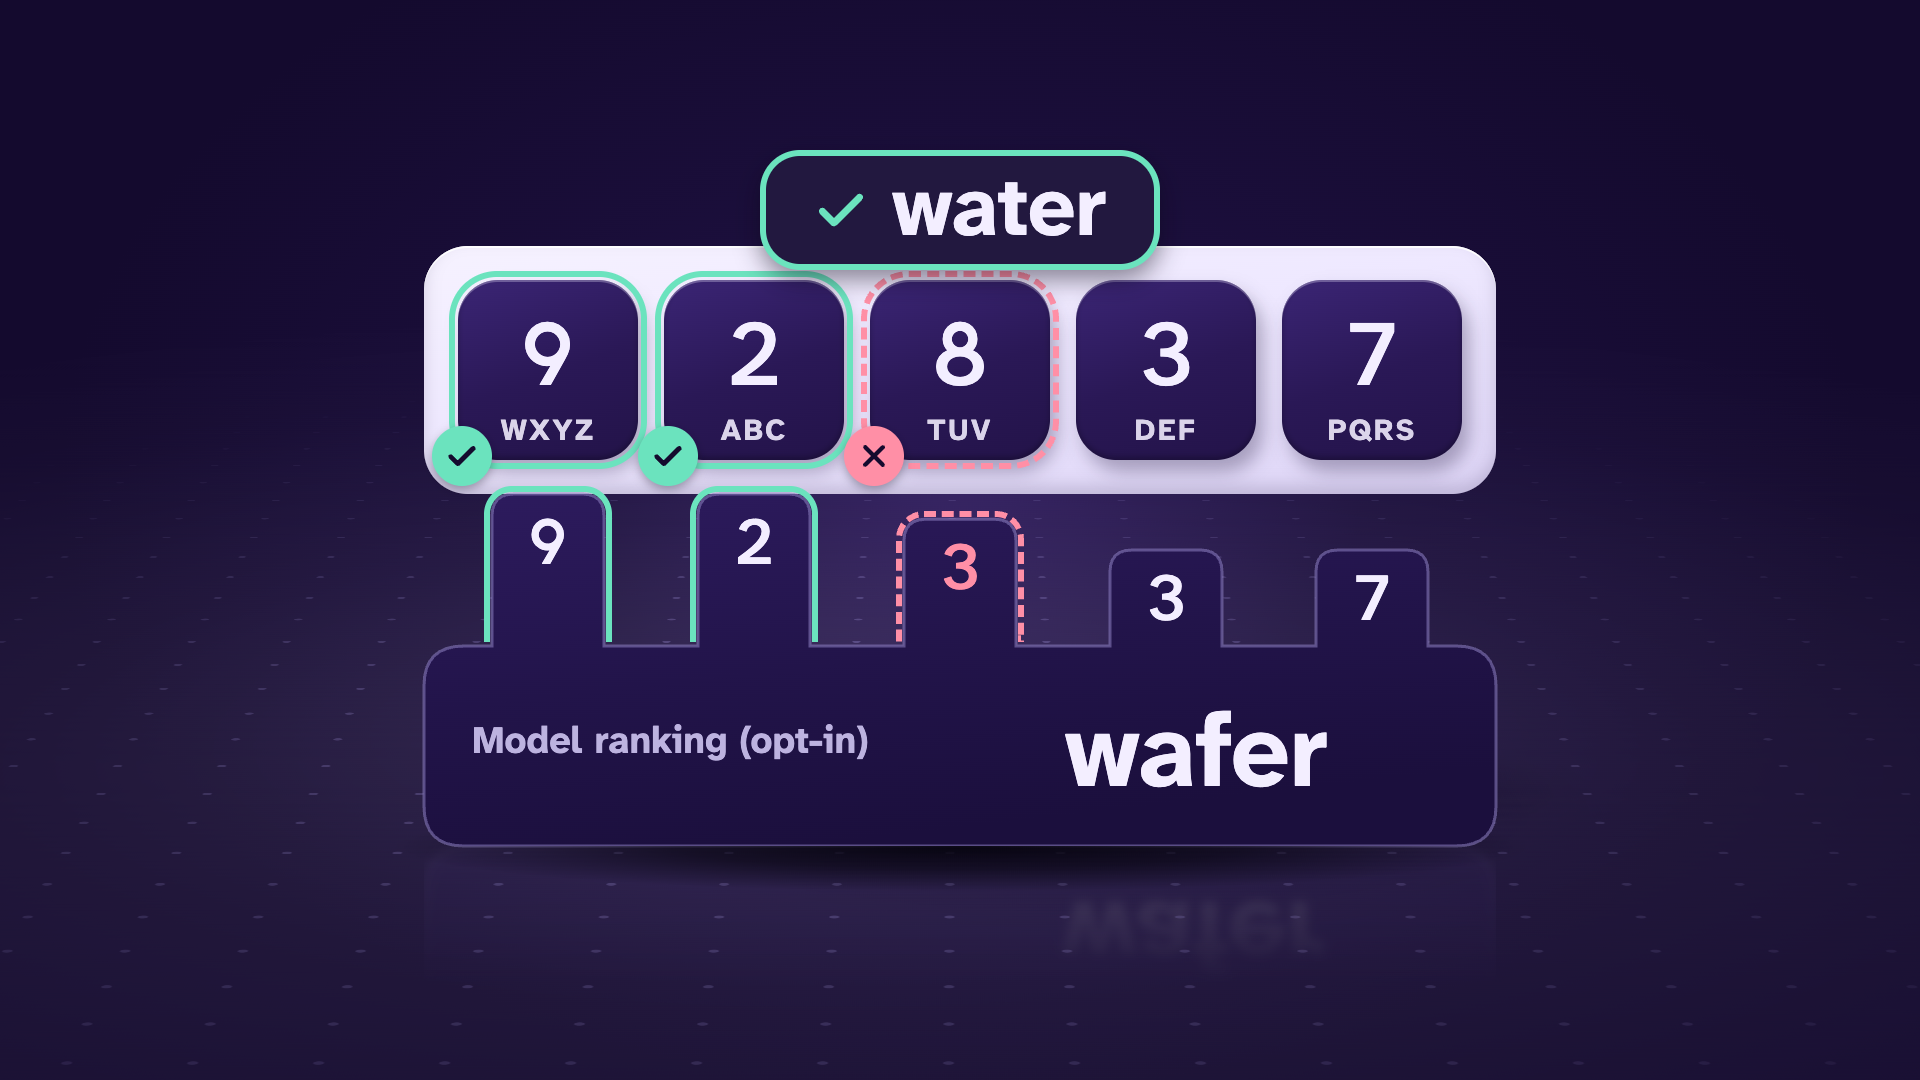 water
9 2 8 3 7
WXYZ ABC TUV DEF PQRS
9 2 3 3 7
Model ranking (opt-in) wafer